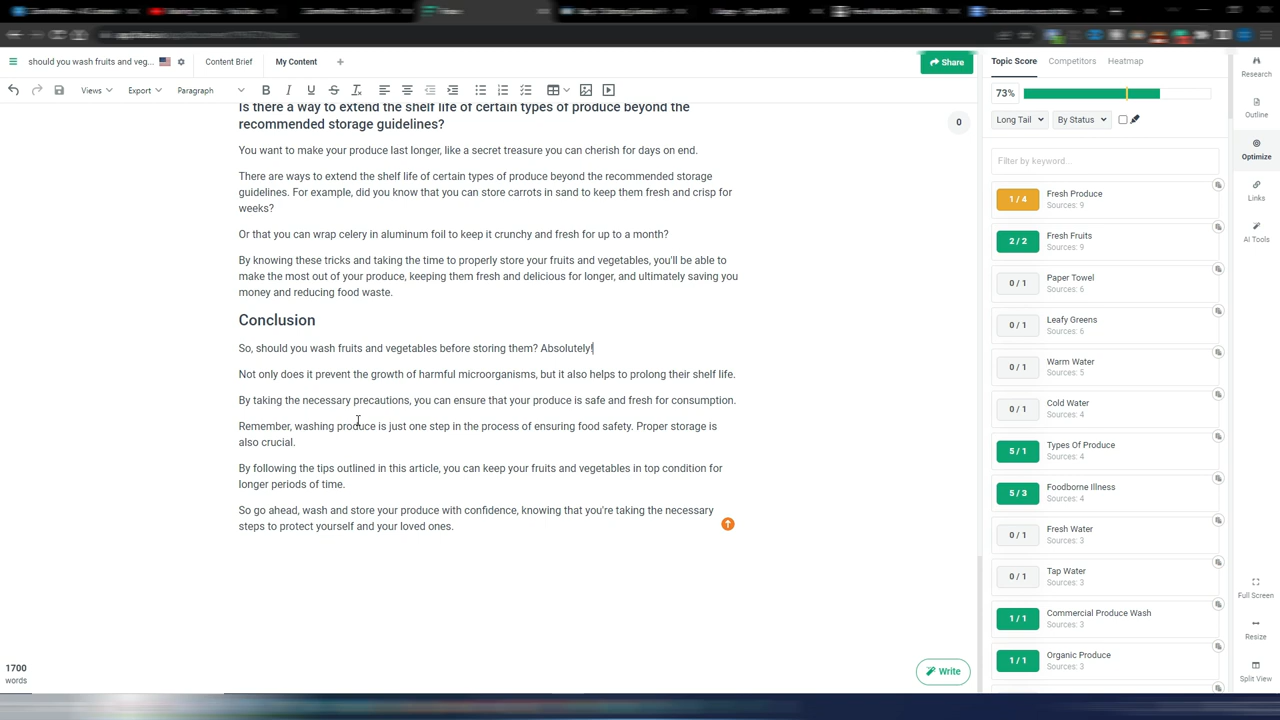 should you wash fruits and veg...
Content Brief
My Content
Share
Views
Export
Paragraph
Is there a way to extend the shelf life of certain types of produce beyond the
recommended storage guidelines?
0
You want to make your produce last longer, like a secret treasure you can cherish for days on end.
There are ways to extend the shelf life of certain types of produce beyond the recommended storage
guidelines. For example, did you know that you can store carrots in sand to keep them fresh and crisp for
weeks?
Or that you can wrap celery in aluminum foil to keep it crunchy and fresh for up to a month?
By knowing these tricks and taking the time to properly store your fruits and vegetables, you'll be able to
make the most out of your produce, keeping them fresh and delicious for longer, and ultimately saving you
money and reducing food waste.
Conclusion
So, should you wash fruits and vegetables before storing them? Absolutely!
Not only does it prevent the growth of harmful microorganisms, but it also helps to prolong their shelf life.
By taking the necessary precautions, you can ensure that your produce is safe and fresh for consumption.
Remember, washing produce is just one step in the process of ensuring food safety. Proper storage is
also crucial.
By following the tips outlined in this article, you can keep your fruits and vegetables in top condition for
longer periods of time.
So go ahead, wash and store your produce with confidence, knowing that you're taking the necessary
steps to protect yourself and your loved ones.
1700
words
Write
Topic Score
Competitors
Heatmap
73%
Long Tail
By Status
Filter by keyword...
1 / 4
Fresh Produce
Sources: 9
2 / 2
Fresh Fruits
Sources: 9
0 / 1
Paper Towel
Sources: 6
0 / 1
Leafy Greens
Sources: 6
0 / 1
Warm Water
Sources: 5
0 / 1
Cold Water
Sources: 4
5 / 1
Types Of Produce
Sources: 4
5 / 3
Foodborne Illness
Sources: 4
0 / 1
Fresh Water
Sources: 3
0 / 1
Tap Water
Sources: 3
1 / 1
Commercial Produce Wash
Sources: 3
1 / 1
Organic Produce
Sources: 3
Research
Outline
Optimize
Links
AI Tools
Full Screen
Resize
Split View